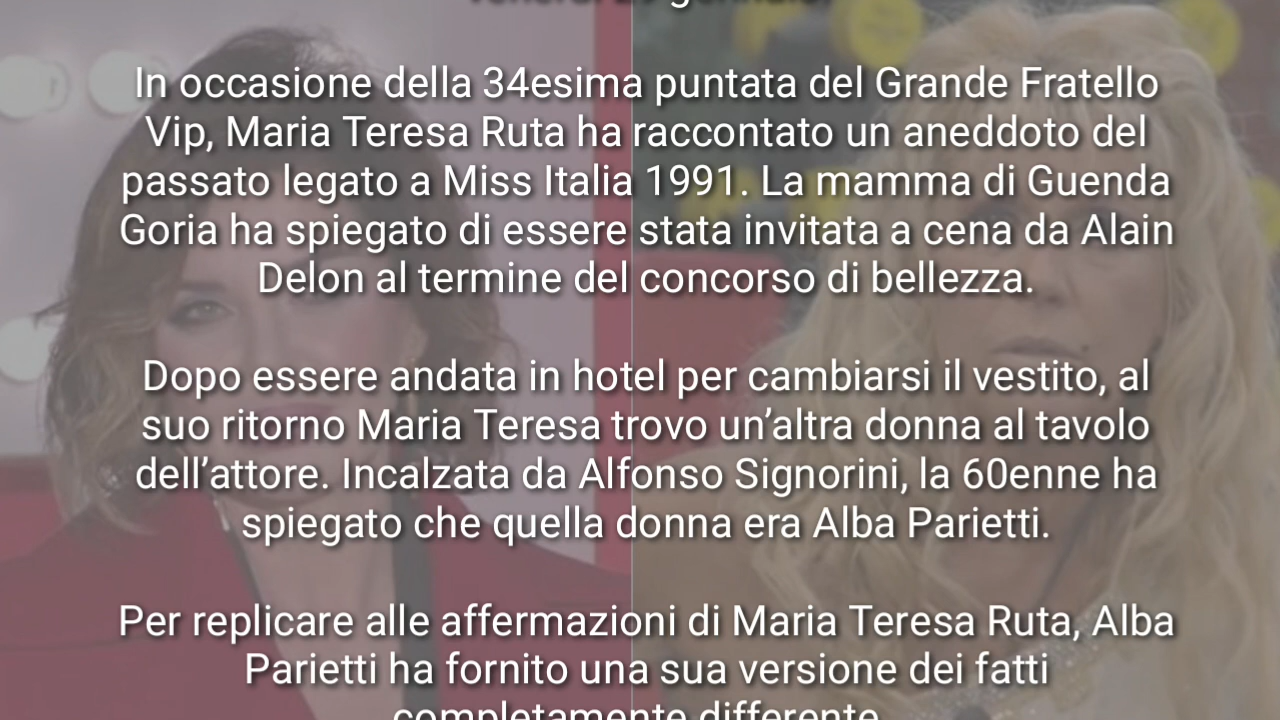 In occasione della 34esima puntata del Grande Fratello
Vip, Maria Teresa Ruta ha raccontato un aneddoto del
passato legato a Miss Italia 1991. La mamma di Guenda
Goria ha spiegato di essere stata invitata a cena da Alain
Delon al termine del concorso di bellezza.
Dopo essere andata in hotel per cambiarsi il vestito, al
suo ritorno Maria Teresa trovo un’altra donna al tavolo
dell’attore. Incalzata da Alfonso Signorini, la 60enne ha
spiegato che quella donna era Alba Parietti.
Per replicare alle affermazioni di Maria Teresa Ruta, Alba
Parietti ha fornito una sua versione dei fatti
completamente differente